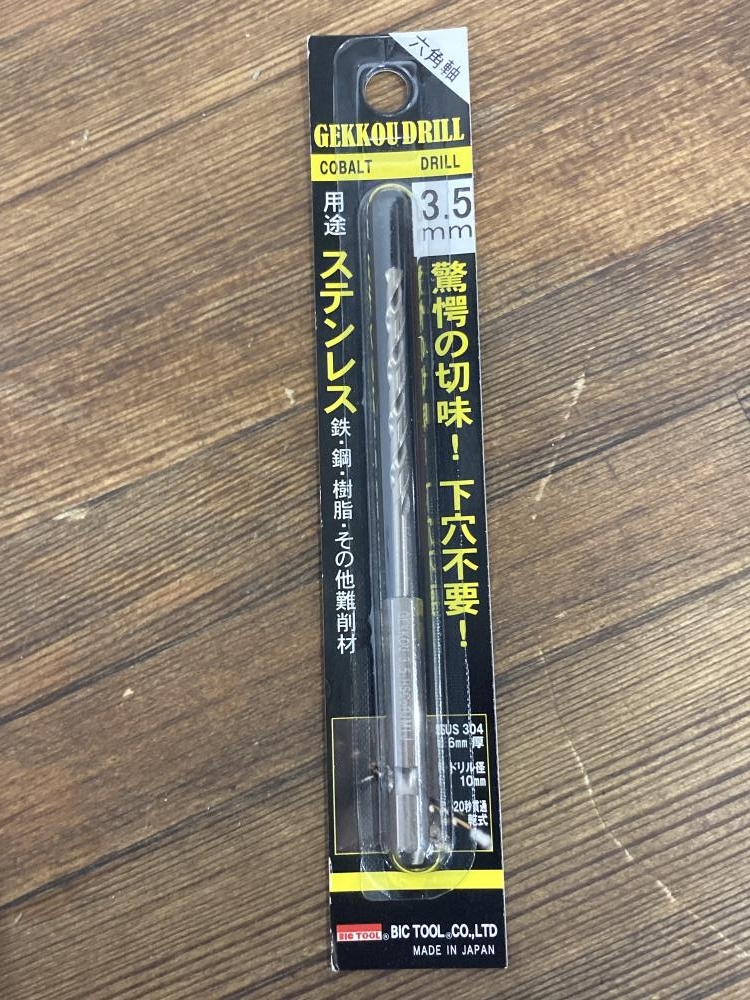 六角軸
GEKKOU DRILL
COBALT DRILL
3.5
mm
用途
ステンレス
鉄・鋼・樹脂・その他難削材
驚愕の切味！ 下穴不要！
SUS 304
6mm 厚
ドリル径
10mm
20秒貫通
乾式
BIC TOOL® BIC TOOL®CO.,LTD
MADE IN JAPAN